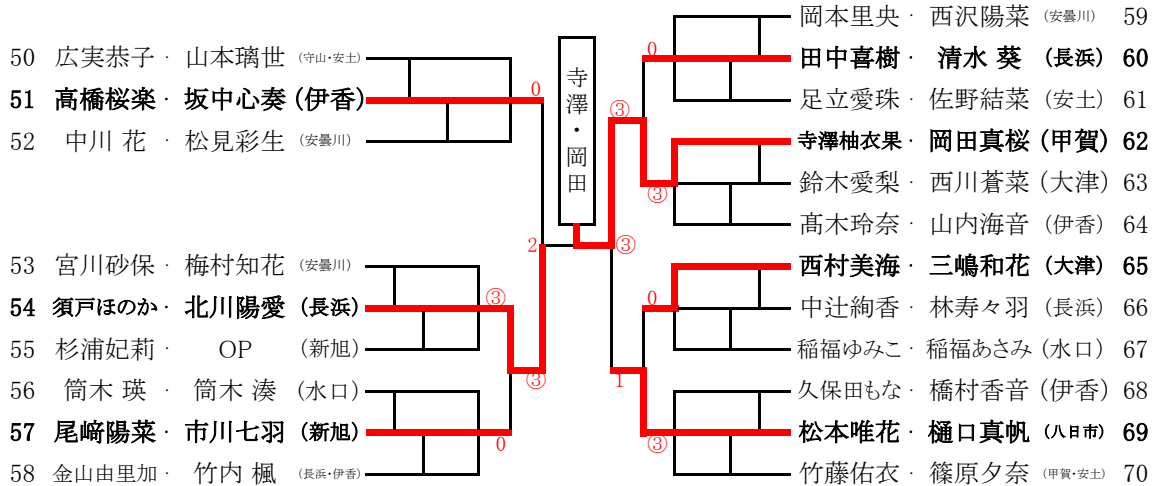 50 広実恭子 ・ 山本璃世 (守山・安土)
51 高橋桜楽 ・ 坂中心奏 (伊香)
52 中川 花 ・ 松見彩生 (安曇川)
53 宮川砂保 ・ 梅村知花 (安曇川)
54 須戸ほのか ・ 北川陽愛 (長浜)
55 杉浦妃莉 ・ OP (新旭)
56 筒木 瑛 ・ 筒木 湊 (水口)
57 尾﨑陽菜 ・ 市川七羽 (新旭)
58 金山由里加 ・ 竹内 楓 (長浜・伊香)
0
③
2
③
0
寺澤・岡田
0
③
③
③
0
1
③
岡本里央 ・ 西沢陽菜 (安曇川) 59
田中喜樹 ・ 清水 葵 (長浜) 60
足立愛珠 ・ 佐野結菜 (安土) 61
寺澤柚衣果 ・ 岡田真桜 (甲賀) 62
鈴木愛梨 ・ 西川蒼菜 (大津) 63
髙木玲奈 ・ 山内海音 (伊香) 64
西村美海 ・ 三嶋和花 (大津) 65
中辻絢香 ・ 林寿々羽 (長浜) 66
稲福ゆみこ ・ 稲福あさみ (水口) 67
久保田もな ・ 橋村香音 (伊香) 68
松本唯花 ・ 樋口真帆 (八日市) 69
竹藤佑衣 ・ 篠原夕奈 (甲賀・安土) 70